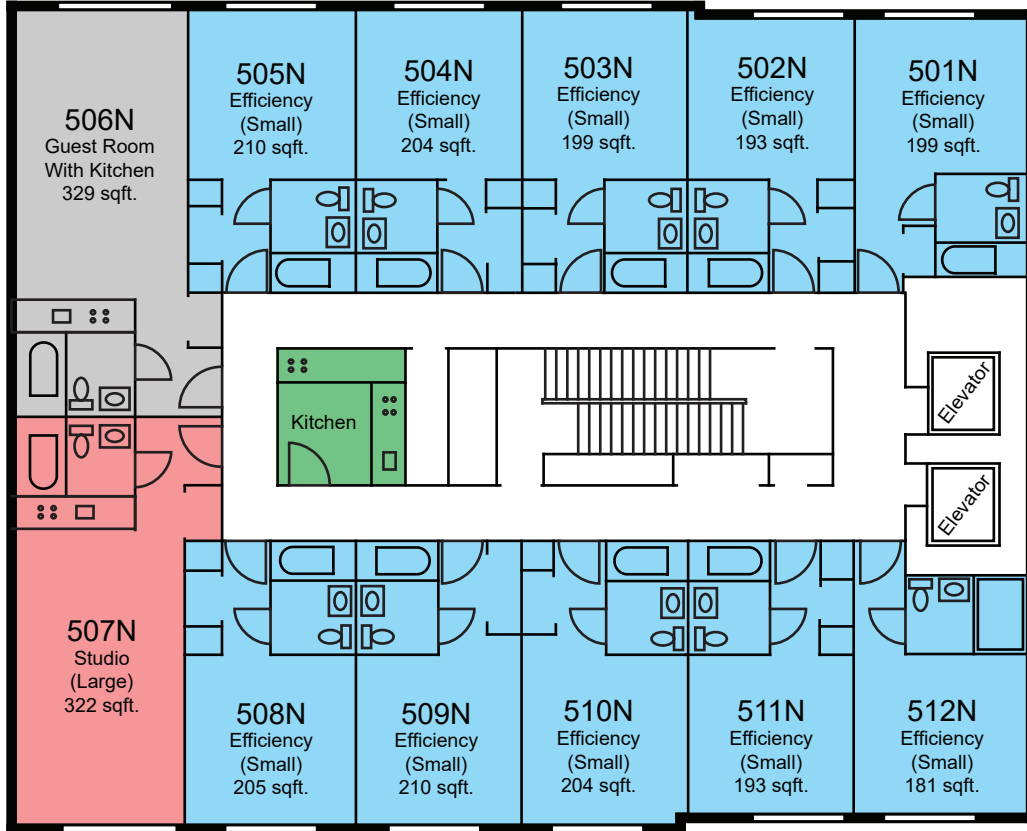 506N
Guest Room
With Kitchen
329 sqft.
505N
Efficiency
(Small)
210 sqft.
504N
Efficiency
(Small)
204 sqft.
503N
Efficiency
(Small)
199 sqft.
502N
Efficiency
(Small)
193 sqft.
501N
Efficiency
(Small)
199 sqft.
Kitchen
Elevator
Elevator
507N
Studio
(Large)
322 sqft.
508N
Efficiency
(Small)
205 sqft.
509N
Efficiency
(Small)
210 sqft.
510N
Efficiency
(Small)
204 sqft.
511N
Efficiency
(Small)
193 sqft.
512N
Efficiency
(Small)
181 sqft.